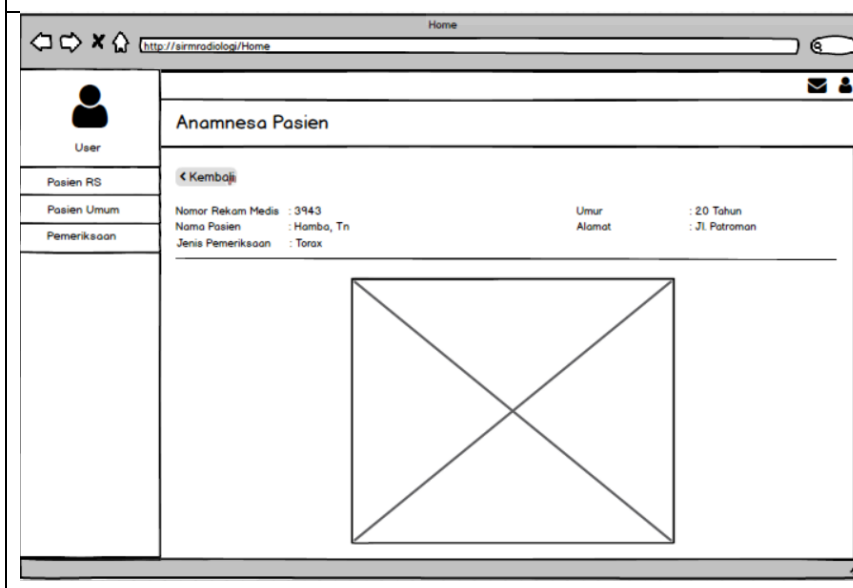 Home
http://sirmradiologi/Home
User
Pasien RS
Pasien Umum
Pemeriksaan
Anamnesa Pasien
Kembali
Nomor Rekam Medis : 3943
Nama Pasien : Hamba, Tn
Jenis Pemeriksaan : Torax
Umur : 20 Tahun
Alamat : Jl. Patroman